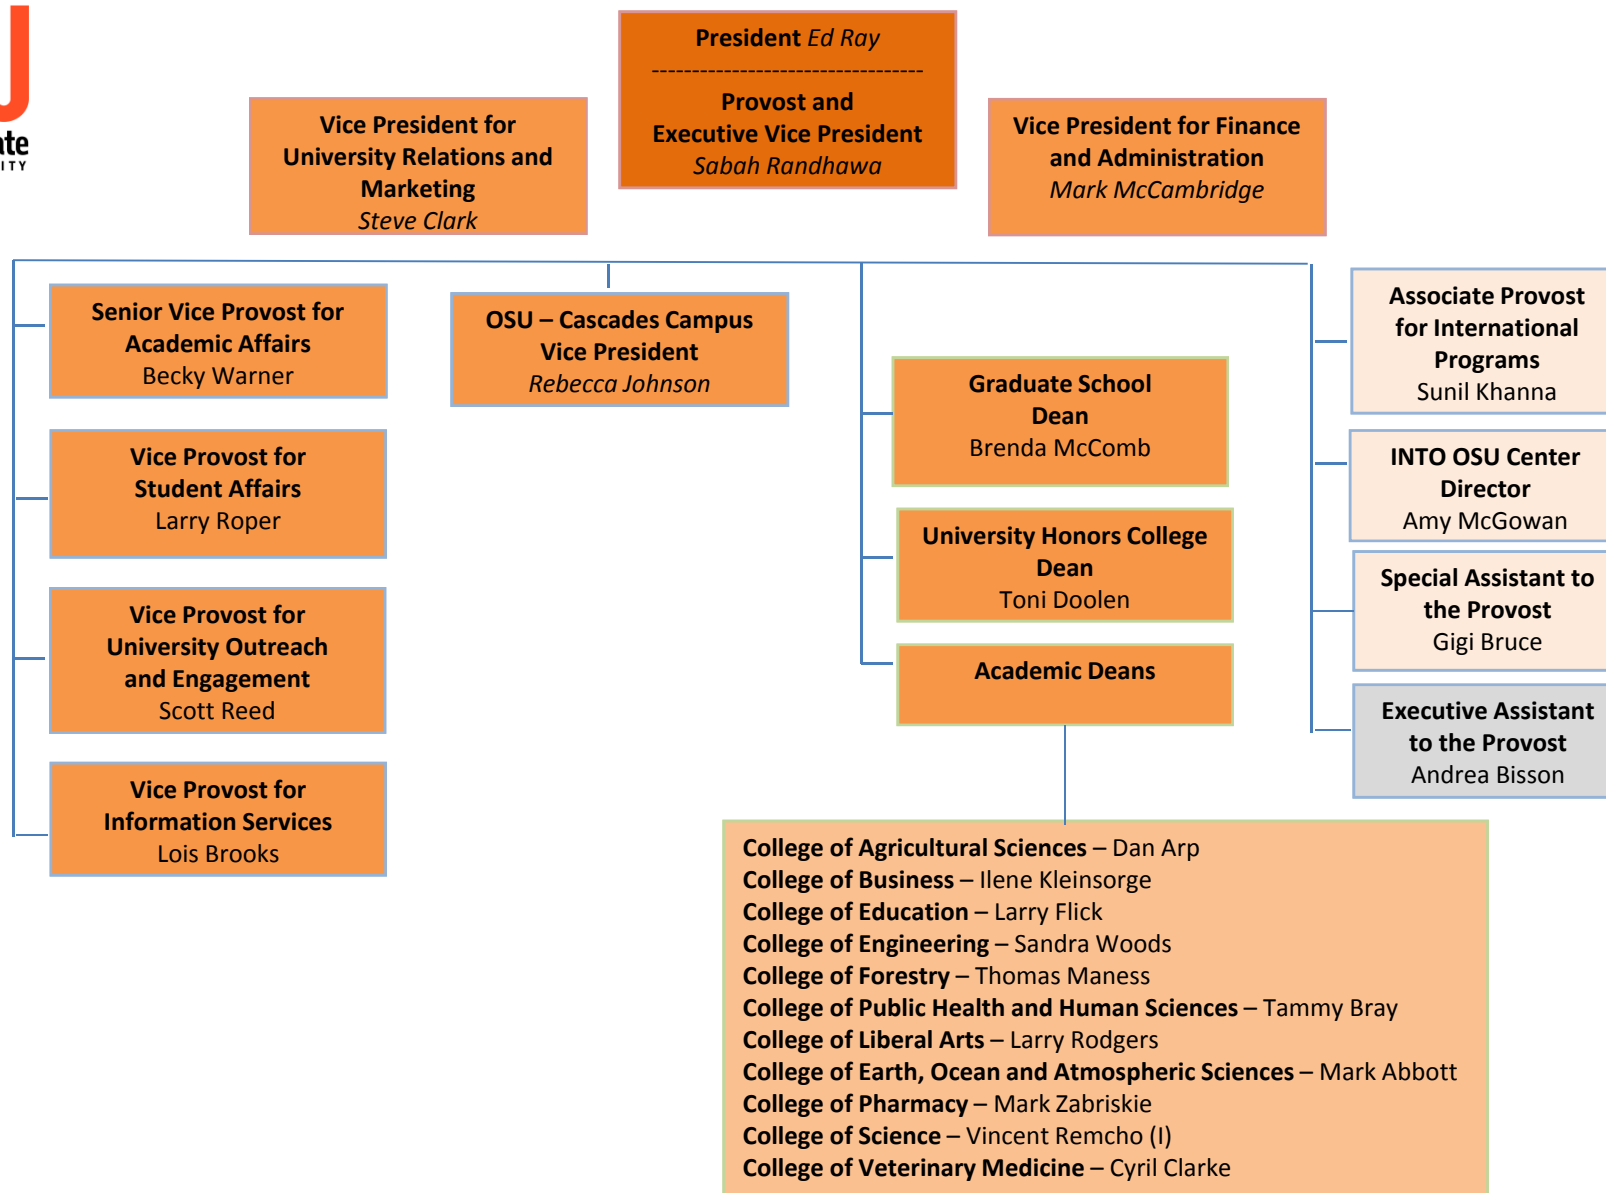 President Ed Ray
----------------------------------
Provost and
Executive Vice President
Sabah Randhawa
Vice President for
University Relations and
Marketing
Steve Clark
Vice President for Finance
and Administration
Mark McCambridge
Senior Vice Provost for
Academic Affairs
Becky Warner
Vice Provost for
Student Affairs
Larry Roper
Vice Provost for
University Outreach
and Engagement
Scott Reed
Vice Provost for
Information Services
Lois Brooks
OSU – Cascades Campus
Vice President
Rebecca Johnson
Graduate School
Dean
Brenda McComb
University Honors College
Dean
Toni Doolen
Academic Deans
College of Agricultural Sciences – Dan Arp
College of Business – Ilene Kleinsorge
College of Education – Larry Flick
College of Engineering – Sandra Woods
College of Forestry – Thomas Maness
College of Public Health and Human Sciences – Tammy Bray
College of Liberal Arts – Larry Rodgers
College of Earth, Ocean and Atmospheric Sciences – Mark Abbott
College of Pharmacy – Mark Zabriskie
College of Science – Vincent Remcho (I)
College of Veterinary Medicine – Cyril Clarke
Associate Provost
for International
Programs
Sunil Khanna
INTO OSU Center
Director
Amy McGowan
Special Assistant to
the Provost
Gigi Bruce
Executive Assistant
to the Provost
Andrea Bisson